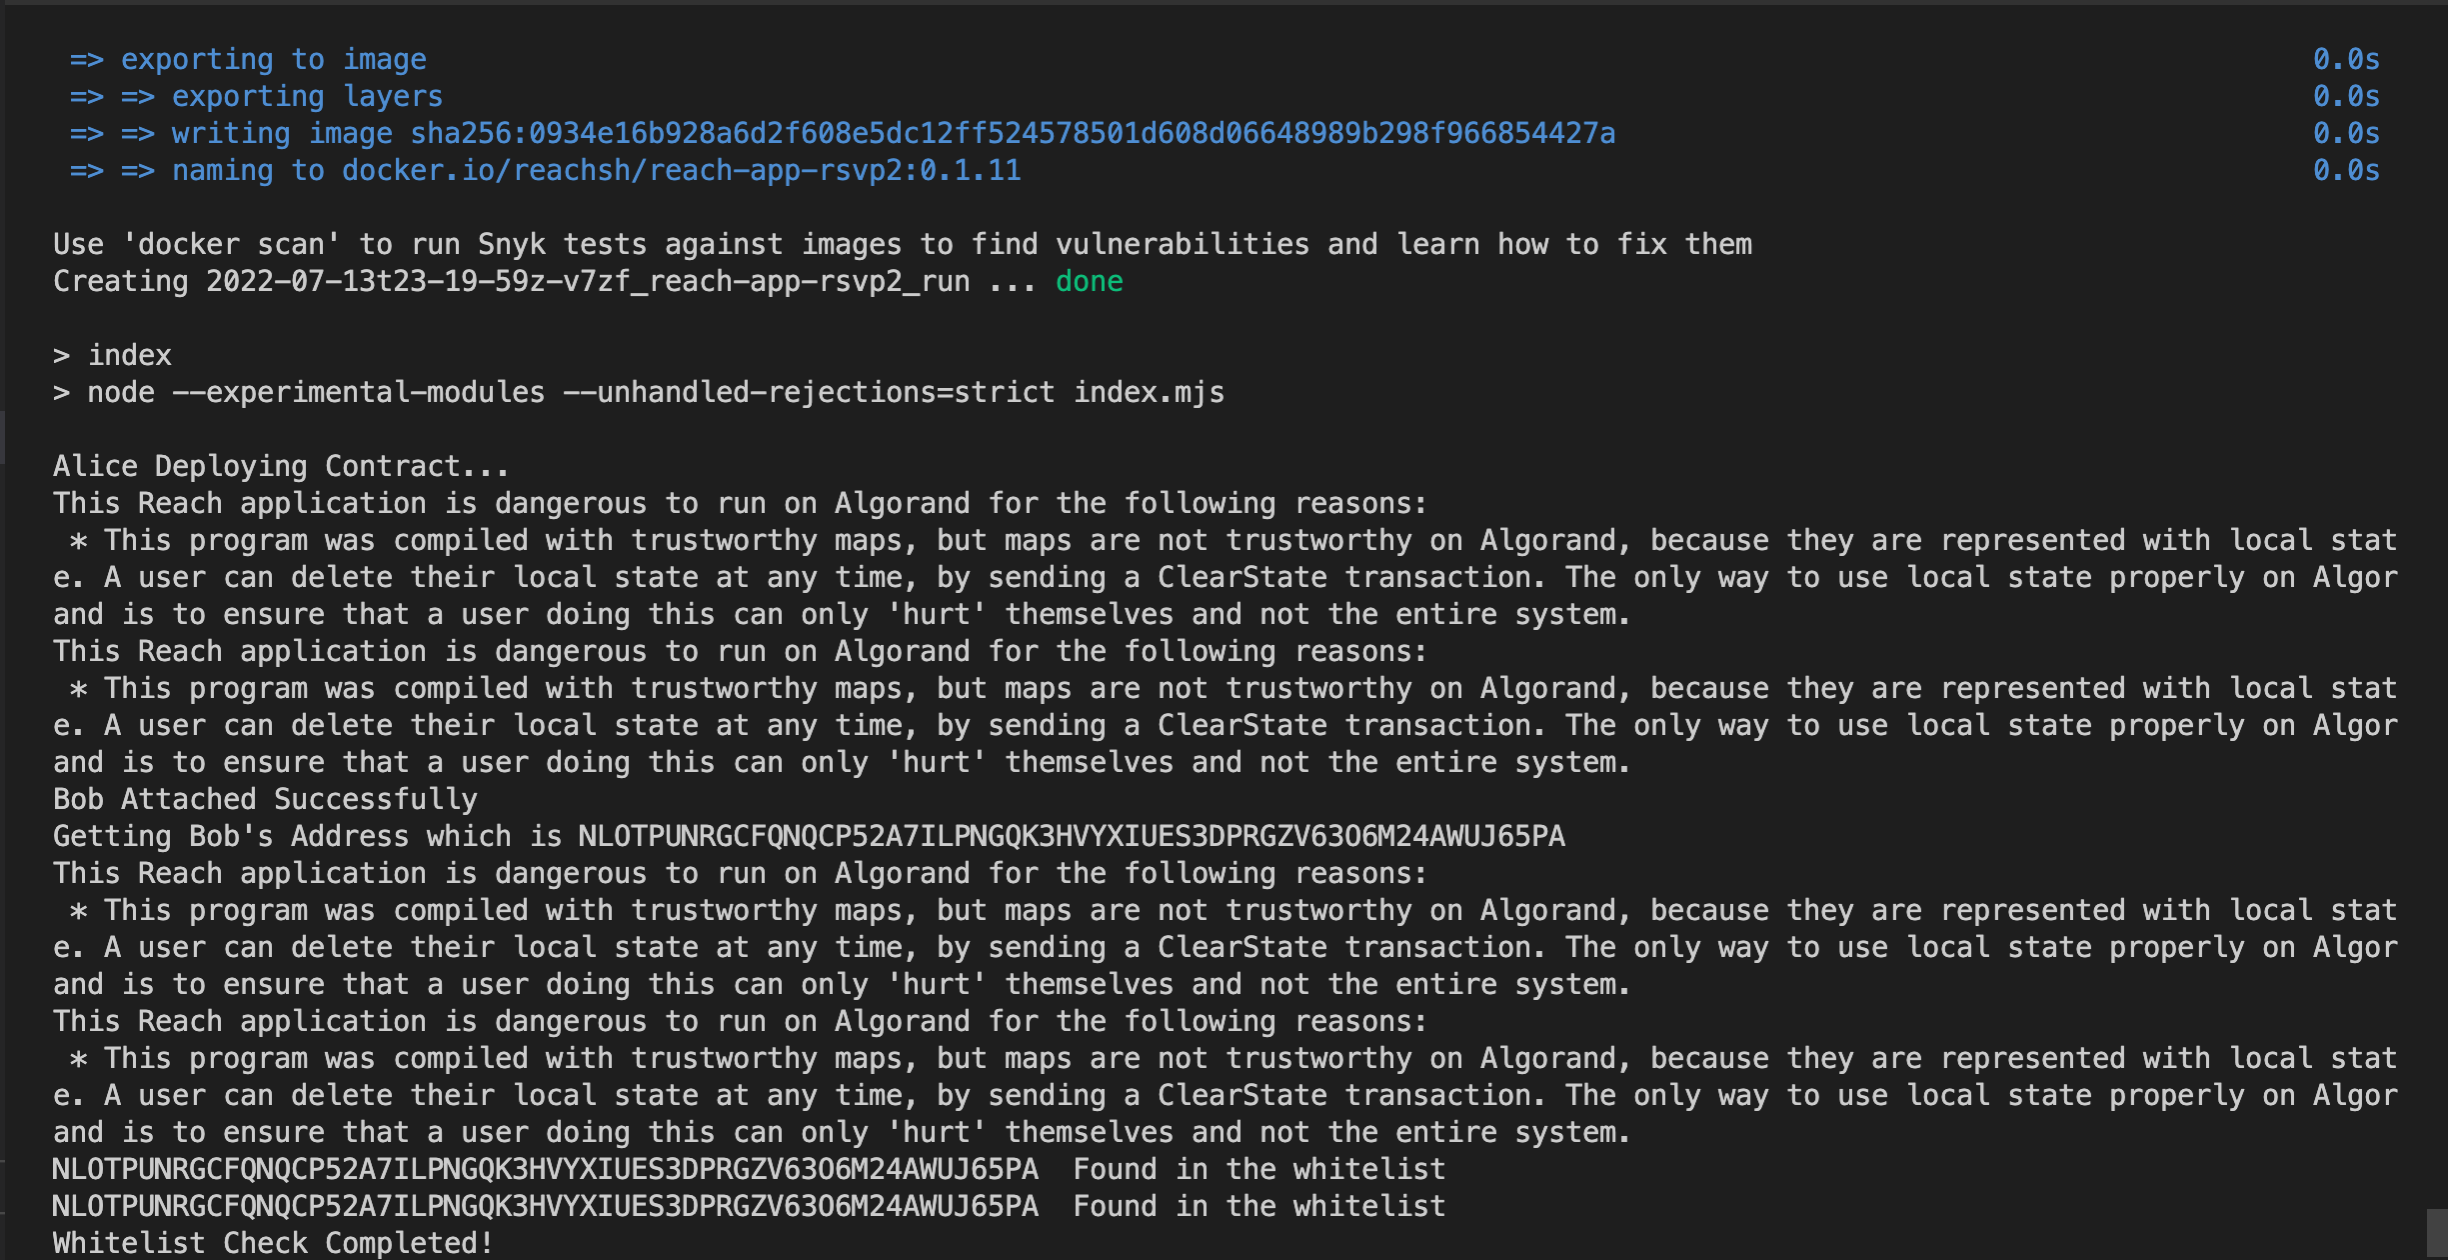 => exporting to image 0.0s
=> => exporting layers 0.0s
=> => writing image sha256:0934e16b928a6d2f608e5dc12ff524578501d608d06648989b298f966854427a 0.0s
=> => naming to docker.io/reachsh/reach-app-rsvp2:0.1.11 0.0s
Use 'docker scan' to run Snyk tests against images to find vulnerabilities and learn how to fix them
Creating 2022-07-13t23-19-59z-v7zf_reach-app-rsvp2_run ... done
> index
> node --experimental-modules --unhandled-rejections=strict index.mjs
Alice Deploying Contract...
This Reach application is dangerous to run on Algorand for the following reasons:
* This program was compiled with trustworthy maps, but maps are not trustworthy on Algorand, because they are represented with local stat
e. A user can delete their local state at any time, by sending a ClearState transaction. The only way to use local state properly on Algor
and is to ensure that a user doing this can only 'hurt' themselves and not the entire system.
This Reach application is dangerous to run on Algorand for the following reasons:
* This program was compiled with trustworthy maps, but maps are not trustworthy on Algorand, because they are represented with local stat
e. A user can delete their local state at any time, by sending a ClearState transaction. The only way to use local state properly on Algor
and is to ensure that a user doing this can only 'hurt' themselves and not the entire system.
Bob Attached Successfully
Getting Bob's Address which is NLOTPUNRGCFQNQCP52A7ILPNGQK3HVYXIUES3DPRGZV63O6M24AWUJ65PA
This Reach application is dangerous to run on Algorand for the following reasons:
* This program was compiled with trustworthy maps, but maps are not trustworthy on Algorand, because they are represented with local stat
e. A user can delete their local state at any time, by sending a ClearState transaction. The only way to use local state properly on Algor
and is to ensure that a user doing this can only 'hurt' themselves and not the entire system.
This Reach application is dangerous to run on Algorand for the following reasons:
* This program was compiled with trustworthy maps, but maps are not trustworthy on Algorand, because they are represented with local stat
e. A user can delete their local state at any time, by sending a ClearState transaction. The only way to use local state properly on Algor
and is to ensure that a user doing this can only 'hurt' themselves and not the entire system.
NLOTPUNRGCFQNQCP52A7ILPNGQK3HVYXIUES3DPRGZV63O6M24AWUJ65PA Found in the whitelist
NLOTPUNRGCFQNQCP52A7ILPNGQK3HVYXIUES3DPRGZV63O6M24AWUJ65PA Found in the whitelist
Whitelist Check Completed!